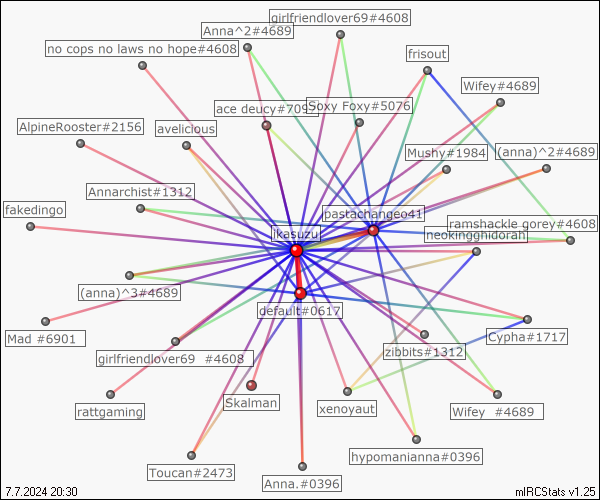 girlfriendlover69#4608
Anna^2#4689
no cops no laws no hope#4608
frisout
Wifey#4689
ace deucy#709
Soxy Foxy#5076
AlpineRooster#2156
avelicious
Mushy#1984
(anna)^2#4689
Annarchist#1312
fakedingo
pastachangeo41
ramshackle gorey#4608
ikasuzu
neokingghidorah
(anna)^3#4689
default#0617
Mad #6901
Cypha#1717
girlfriendlover69 #4608
zibbits#1312
rattgaming
Skalman
xenoyaut
Wifey #4689
hypomanianna#0396
Toucan#2473
Anna.#0396
7.7.2024 20:30
mIRCStats v1.25